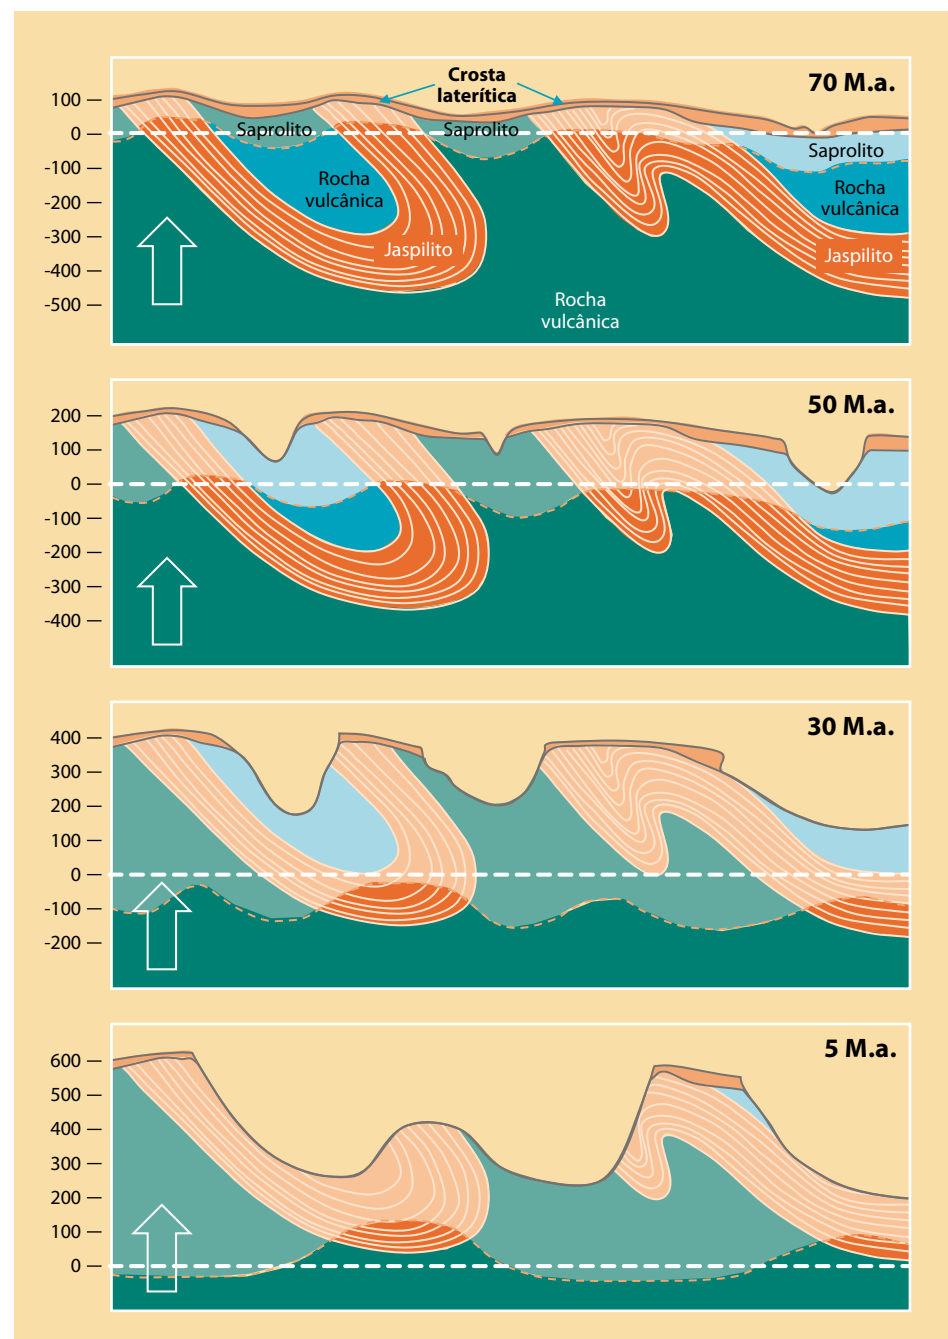 70 M.a.
Crosta
laterítica
100
0
-100
-200
-300
-400
-500
Saprolito
Saprolito
Saprolito
Rocha
vulcânica
Rocha
vulcânica
Jaspilito
Jaspilito
Rocha
vulcânica
50 M.a.
200
100
0
-100
-200
-300
-400
30 M.a.
400
300
200
100
0
-100
-200
5 M.a.
600
500
400
300
200
100
0